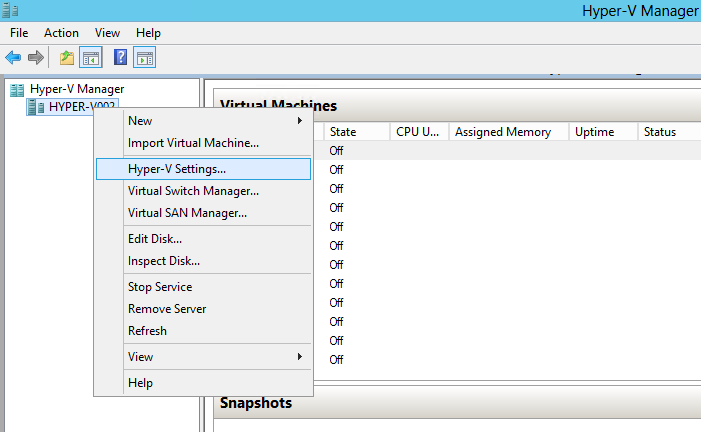 Hyper-V Manager
File Action View Help
Hyper-V Manager
HYPER-V002
Virtual Machines
State CPU U... Assigned Memory Uptime Status
Off
Off
Off
Off
Off
Off
Off
Off
Off
Off
Off
Off
New
Import Virtual Machine...
Hyper-V Settings...
Virtual Switch Manager...
Virtual SAN Manager...
Edit Disk...
Inspect Disk...
Stop Service
Remove Server
Refresh
View
Help
Snapshots